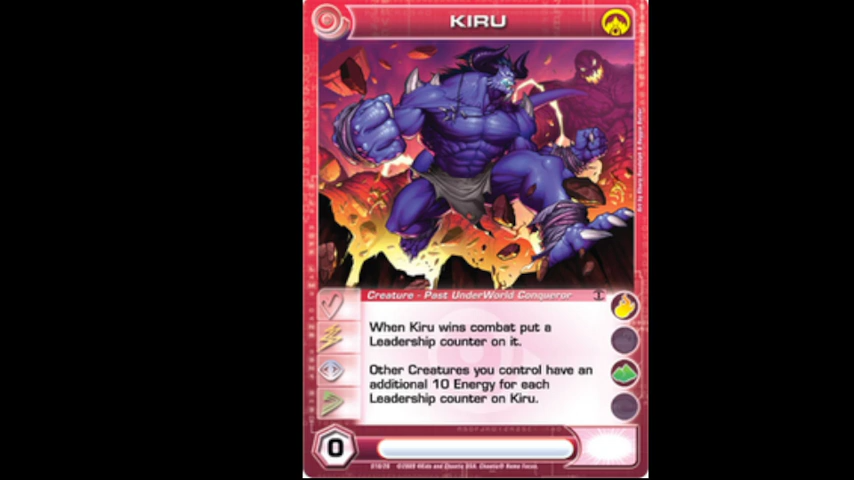 KIRU
Creature - Past UnderWorld Conqueror
When Kiru wins combat put a
Leadership counter on it.
Other Creatures you control have an
additional 10 Energy for each
Leadership counter on Kiru.
0